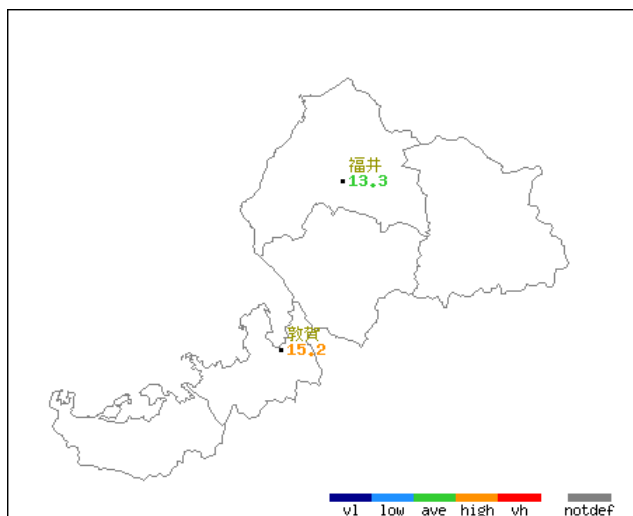 福井
13.3
敦賀
15.2
vl low ave high vh notdef